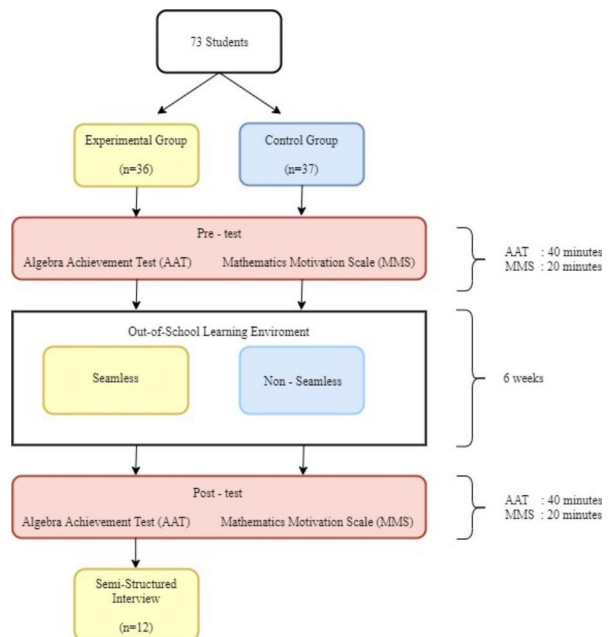 73 Students
Experimental Group
(n=36)
Control Group
(n=37)
Pre - test
Algebra Achievement Test (AAT) Mathematics Motivation Scale (MMS)
AAT : 40 minutes
MMS : 20 minutes
Out-of-School Learning Enviroment
Seamless
Non - Seamless
6 weeks
Post - test
Algebra Achievement Test (AAT) Mathematics Motivation Scale (MMS)
AAT : 40 minutes
MMS : 20 minutes
Semi-Structured
Interview
(n=12)